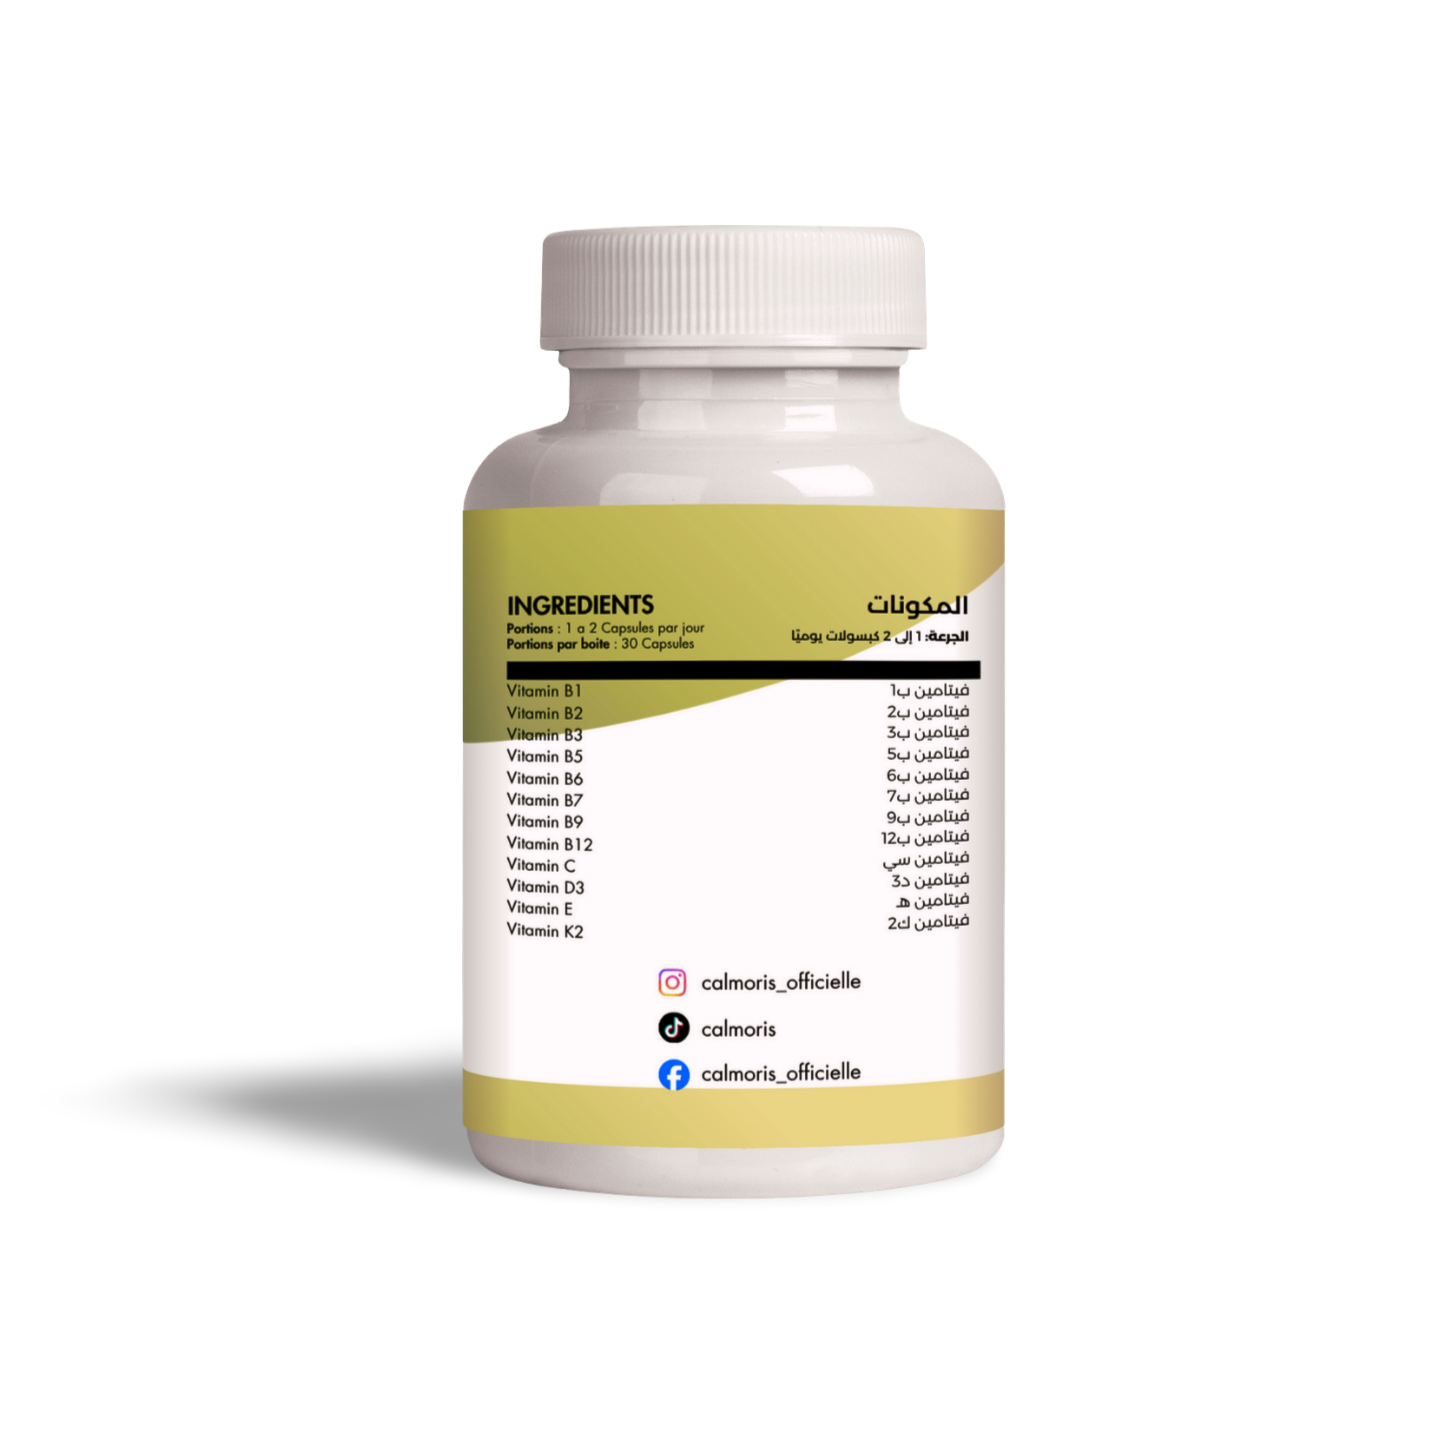 INGREDIENTS
Portions : 1 a 2 Capsules par jour
Portions par boite : 30 Capsules
Vitamin B1
Vitamin B2
Vitamin B3
Vitamin B5
Vitamin B6
Vitamin B7
Vitamin B9
Vitamin B12
Vitamin C
Vitamin D3
Vitamin E
Vitamin K2
المكونات
الجرعة: 1 إلى 2 كبسولات يوميًا
فيتامين ب1
فيتامين ب2
فيتامين ب3
فيتامين ب5
فيتامين ب6
فيتامين ب7
فيتامين ب9
فيتامين ب12
فيتامين سي
فيتامين د3
فيتامين هـ
فيتامين ك2
calmoris_officielle
calmoris
calmoris_officielle